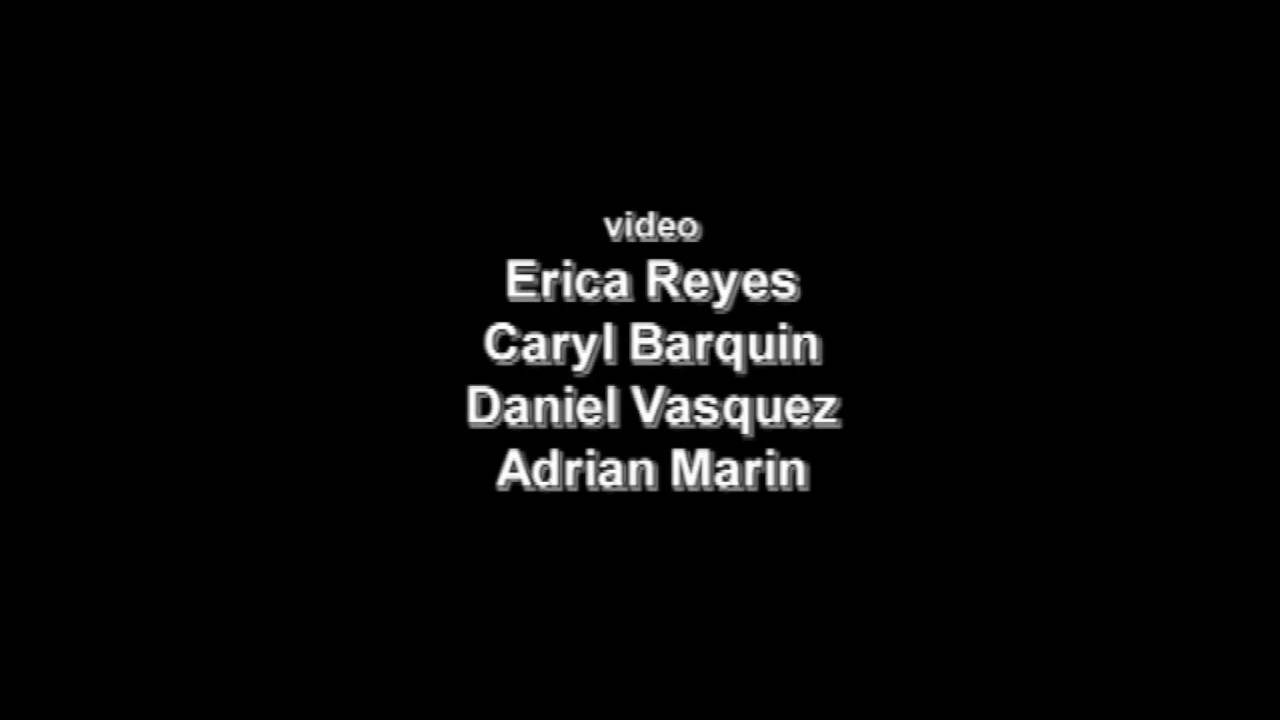 video
Erica Reyes
Caryl Barquin
Daniel Vasquez
Adrian Marin